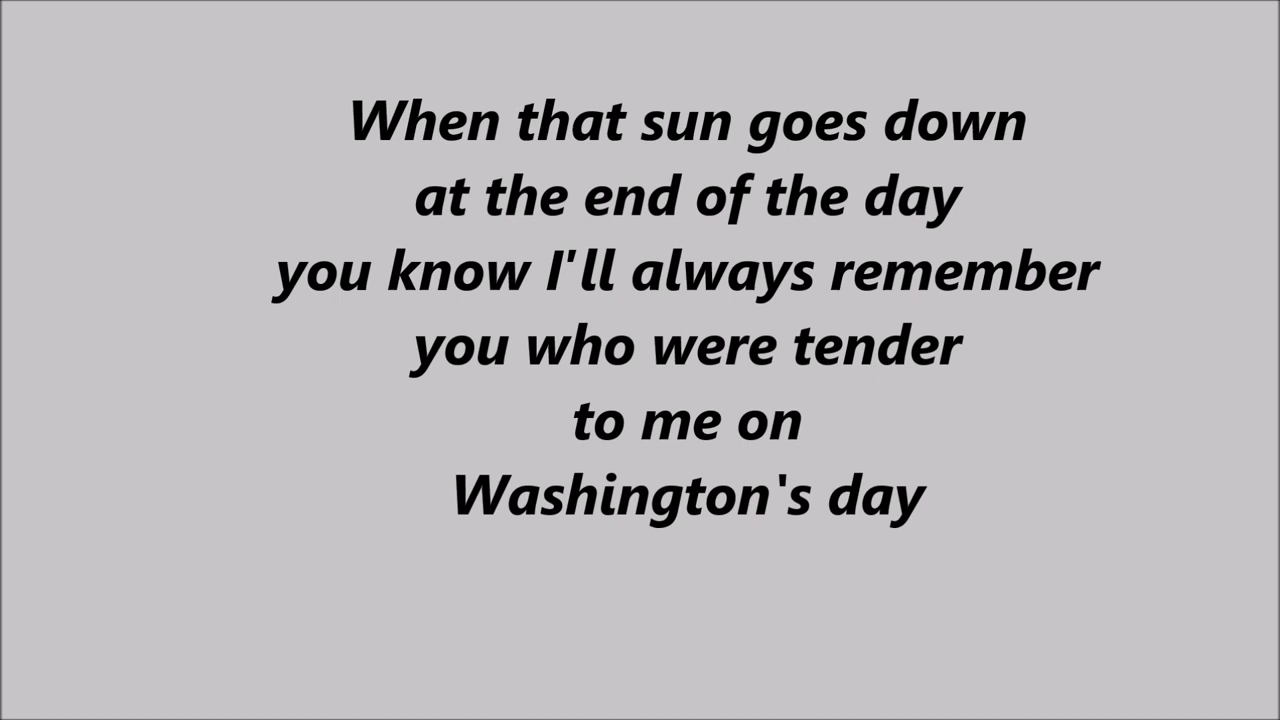 When that sun goes down
at the end of the day
you know I'll always remember
you who were tender
to me on
Washington's day